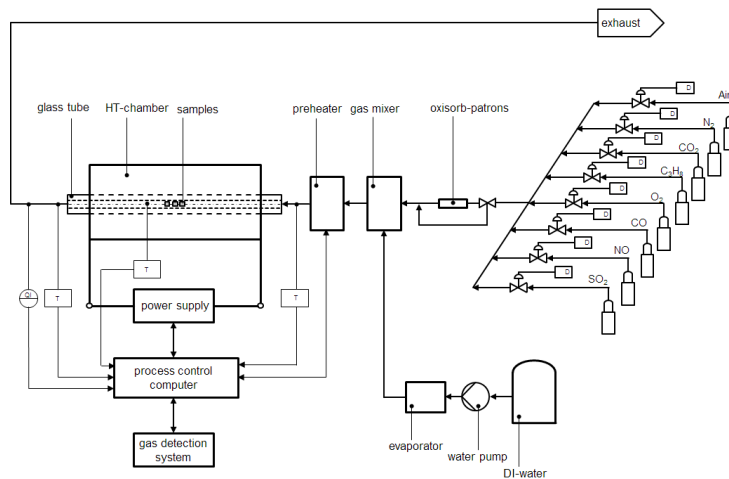 exhaust
glass tube
HT-chamber
samples
preheater
gas mixer
oxisorb-patrons
D
Air
D
N2
D
CO2
D
C3H8
D
O2
D
CO
D
NO
D
SO2
T
T
T
power supply
process control
computer
gas detection
system
evaporator
water pump
DI-water